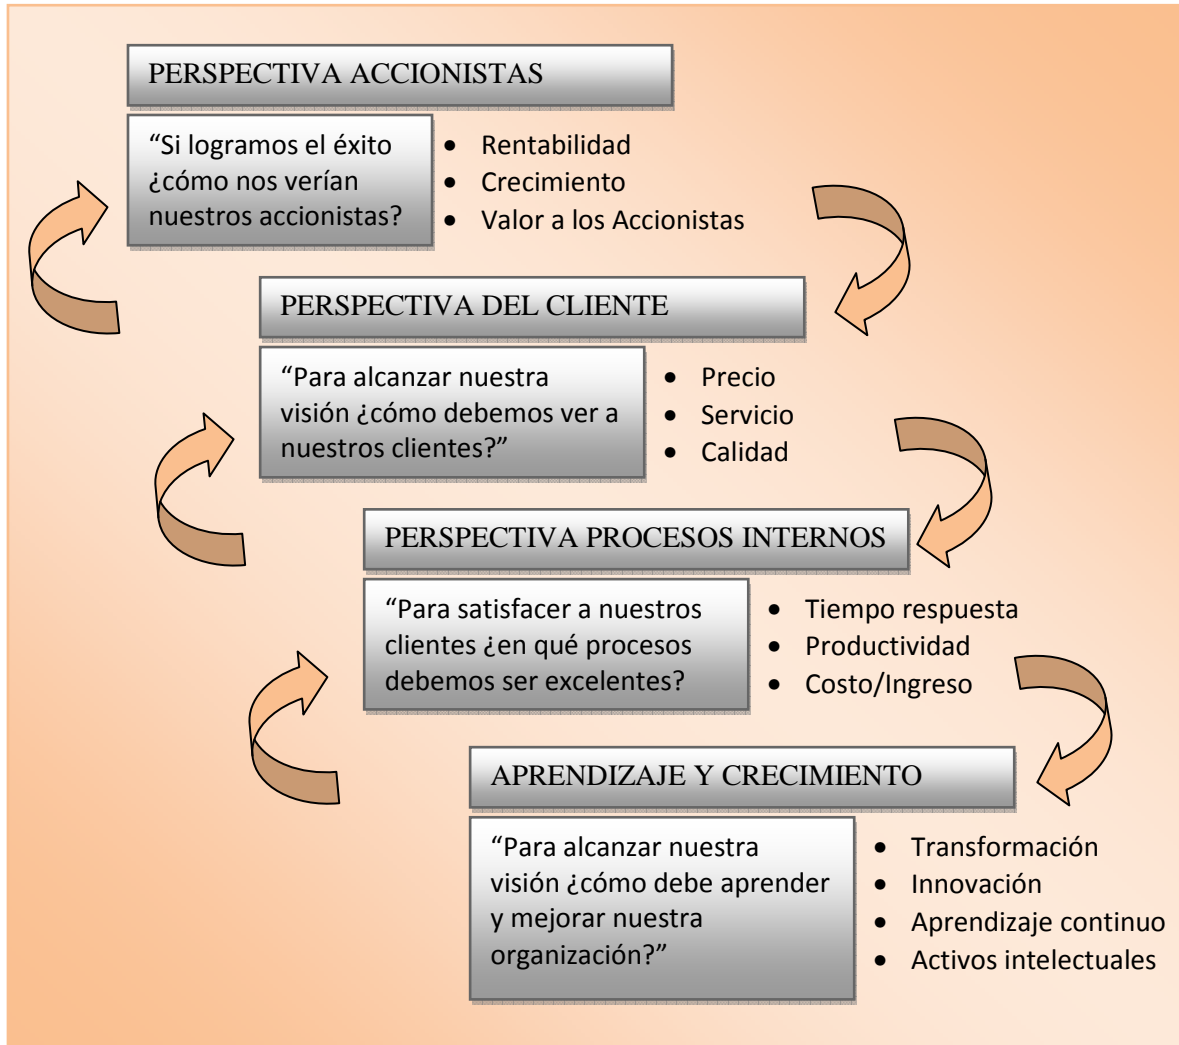 PERSPECTIVA ACCIONISTAS
“Si logramos el éxito
¿cómo nos verían
nuestros accionistas?
• Rentabilidad
• Crecimiento
• Valor a los Accionistas
PERSPECTIVA DEL CLIENTE
“Para alcanzar nuestra
visión ¿cómo debemos ver a
nuestros clientes?”
• Precio
• Servicio
• Calidad
PERSPECTIVA PROCESOS INTERNOS
“Para satisfacer a nuestros
clientes ¿en qué procesos
debemos ser excelentes?
• Tiempo respuesta
• Productividad
• Costo/Ingreso
APRENDIZAJE Y CRECIMIENTO
“Para alcanzar nuestra
visión ¿cómo debe aprender
y mejorar nuestra
organización?”
• Transformación
• Innovación
• Aprendizaje continuo
• Activos intelectuales